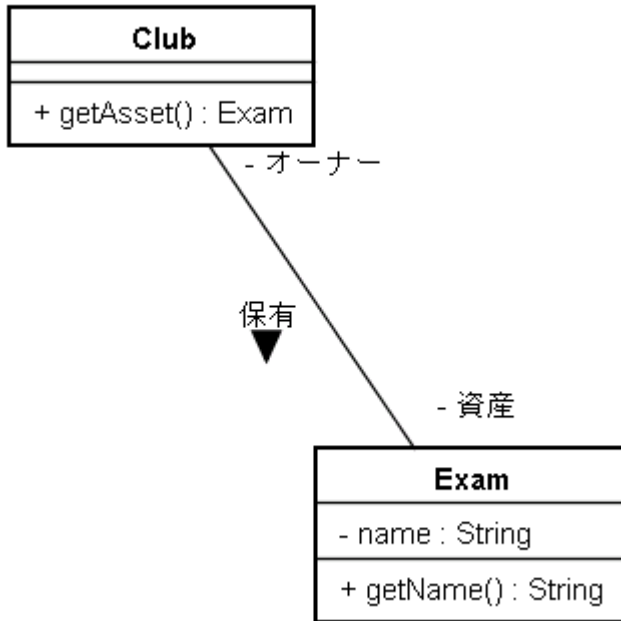 Club
+ getAsset() : Exam
- オーナー
保有
- 資産
Exam
- name : String
+ getName() : String